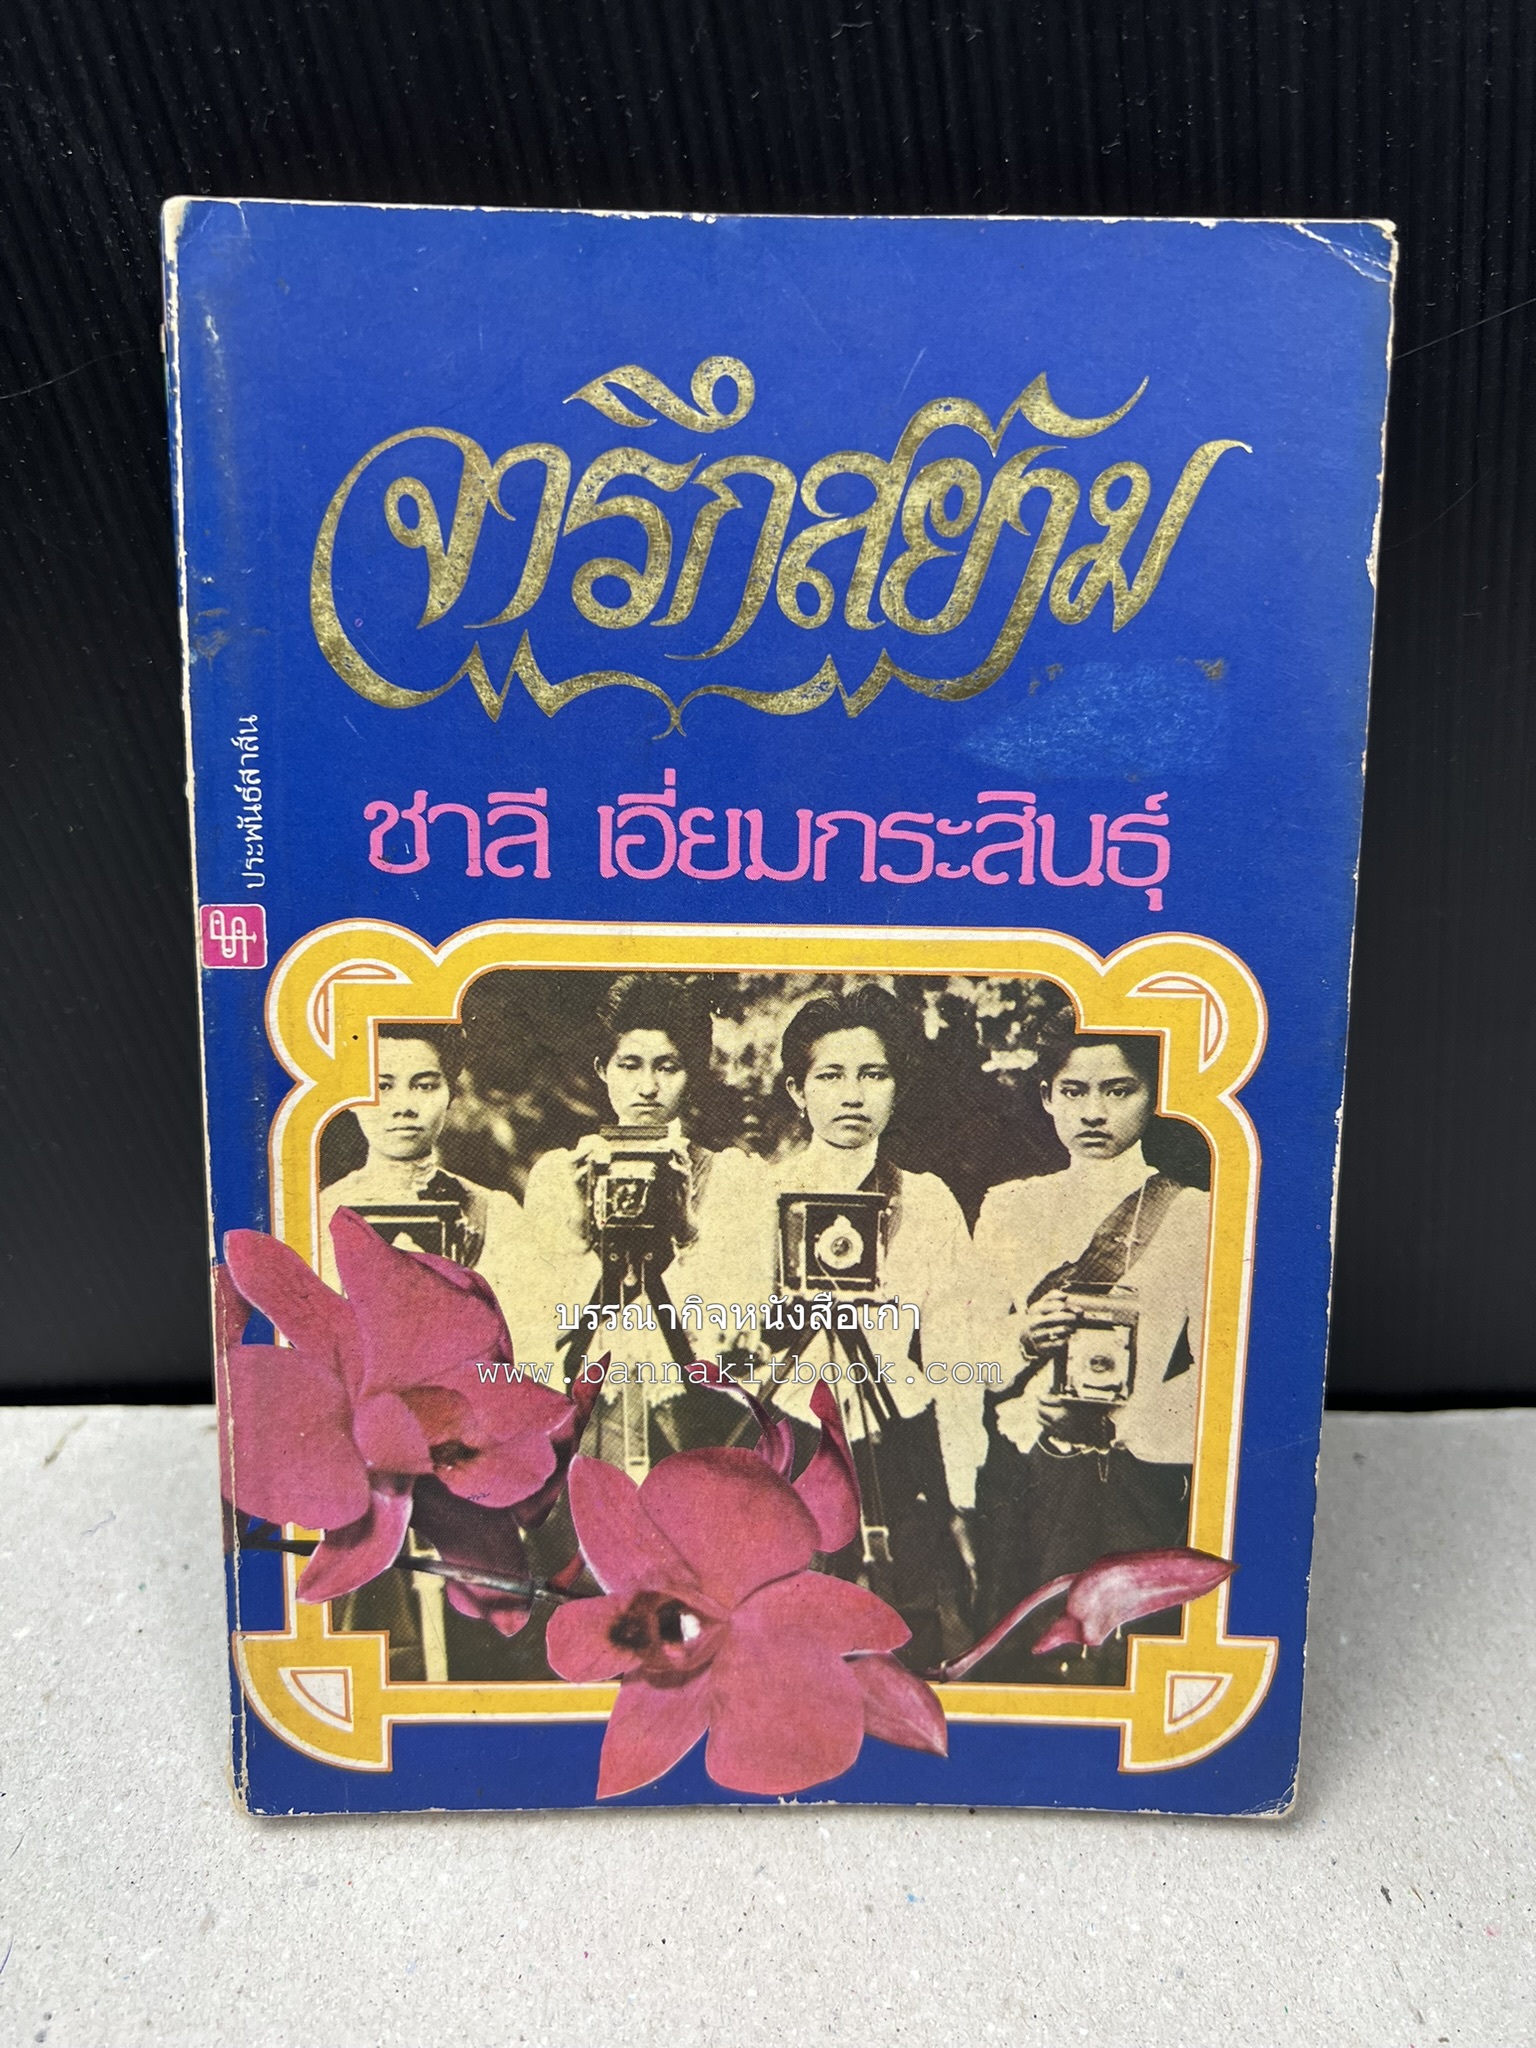 จารึกสยาม
ชาลี เอี่ยมกระสินธุ์
ประพันธ์สาส์น
บรรณากิจหนังสือเก่า
www.bannakitbook.com